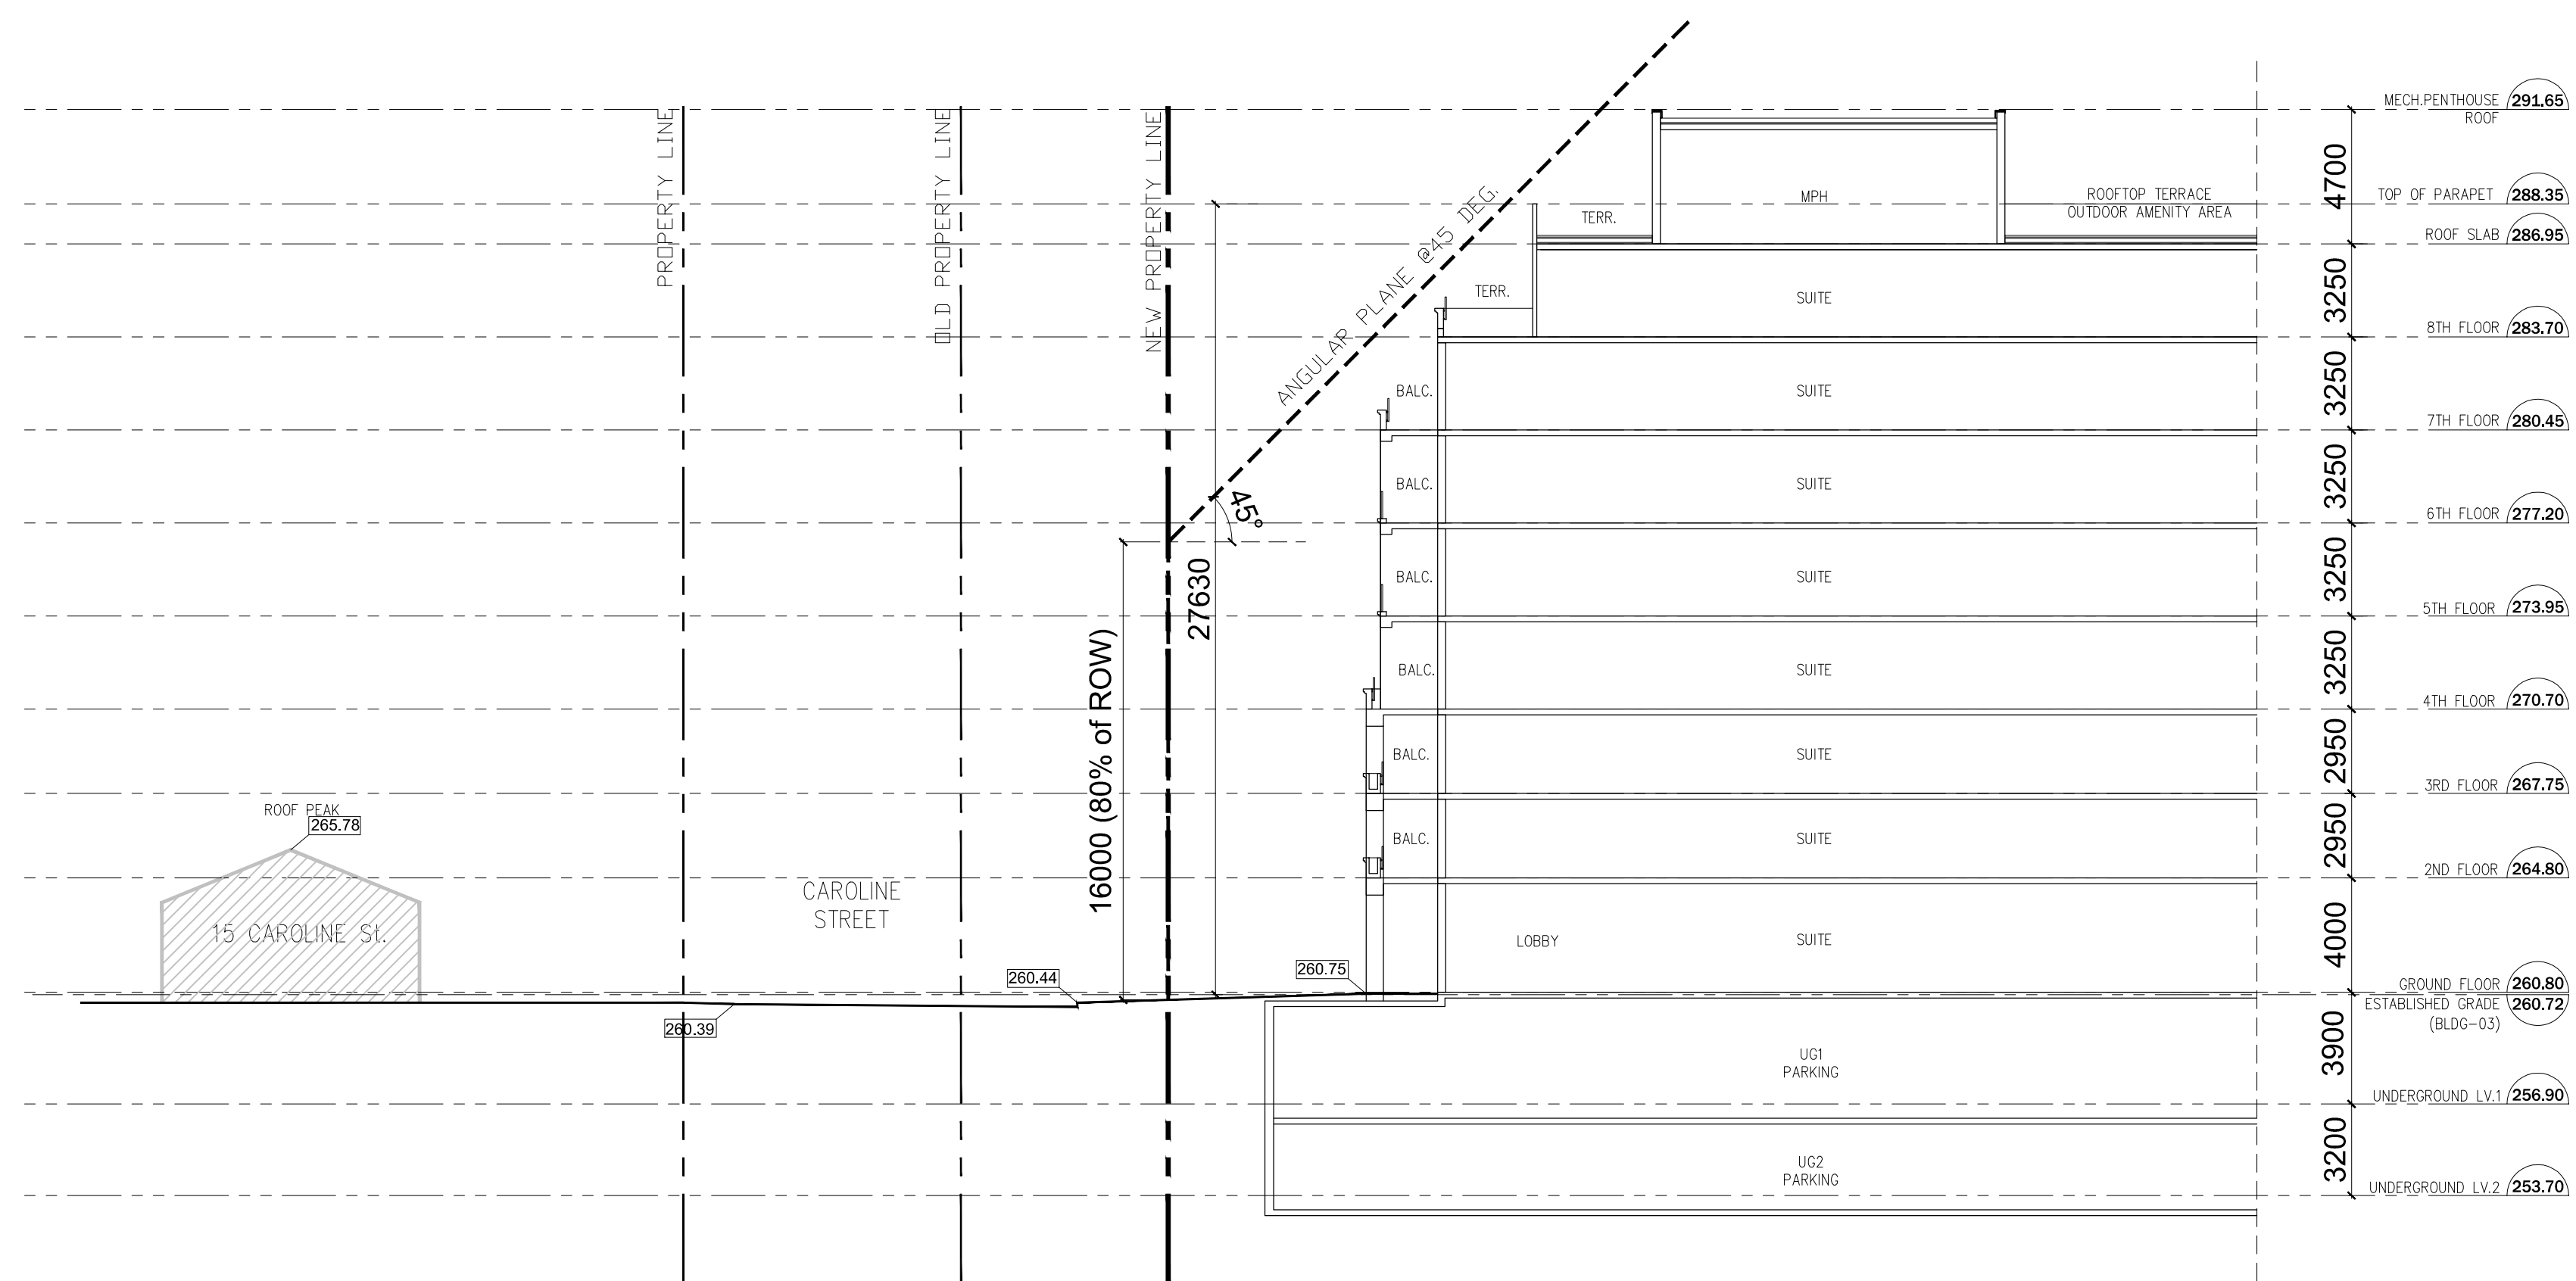 MECH.PENTHOUSE 291.65
ROOF
PROPERTY LINE
OLD PROPERTY LINE
NEW PROPERTY LINE
4700
TOP OF PARAPET 288.35
MPH
ROOFTOP TERRACE
OUTDOOR AMENITY AREA
TERR.
ROOF SLAB 286.95
ANGULAR PLANE @45 DEG.
TERR.
SUITE
3250
8TH FLOOR 283.70
BALC.
SUITE
3250
7TH FLOOR 280.45
BALC.
SUITE
3250
6TH FLOOR 277.20
45°
27630
BALC.
SUITE
3250
5TH FLOOR 273.95
16000 (80% of ROW)
BALC.
SUITE
3250
4TH FLOOR 270.70
BALC.
SUITE
2950
3RD FLOOR 267.75
ROOF PEAK
265.78
BALC.
SUITE
2950
2ND FLOOR 264.80
CAROLINE
STREET
15 CAROLINE St.
LOBBY
SUITE
4000
260.44
260.75
GROUND FLOOR 260.80
ESTABLISHED GRADE 260.72
(BLDG-03)
260.39
UG1
PARKING
3900
UNDERGROUND LV.1 256.90
UG2
PARKING
3200
UNDERGROUND LV.2 253.70